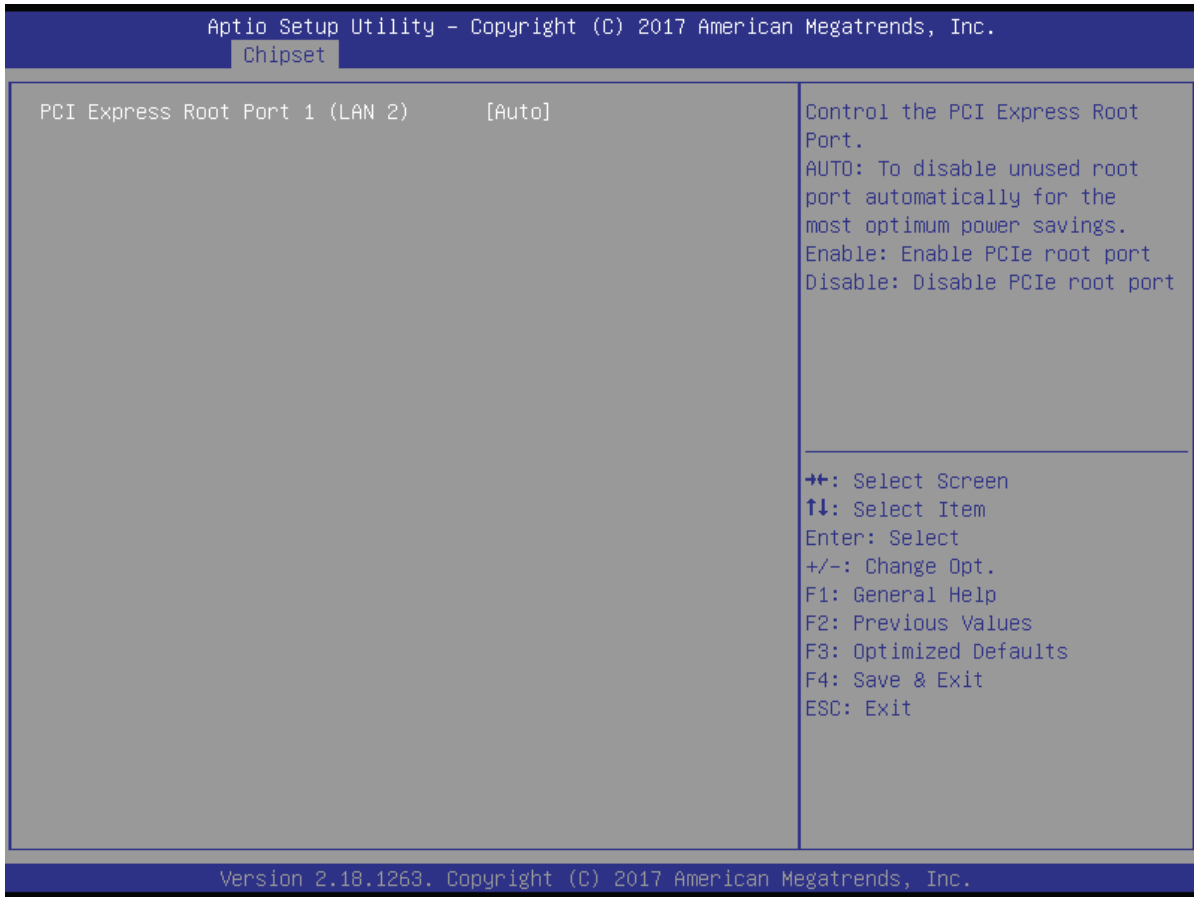 Aptio Setup Utility – Copyright (C) 2017 American Megatrends, Inc.
Chipset
PCI Express Root Port 1 (LAN 2) [Auto]
Control the PCI Express Root
Port.
AUTO: To disable unused root
port automatically for the
most optimum power savings.
Enable: Enable PCIe root port
Disable: Disable PCIe root port
→←: Select Screen
↑↓: Select Item
Enter: Select
+/-: Change Opt.
F1: General Help
F2: Previous Values
F3: Optimized Defaults
F4: Save & Exit
ESC: Exit
Version 2.18.1263. Copyright (C) 2017 American Megatrends, Inc.